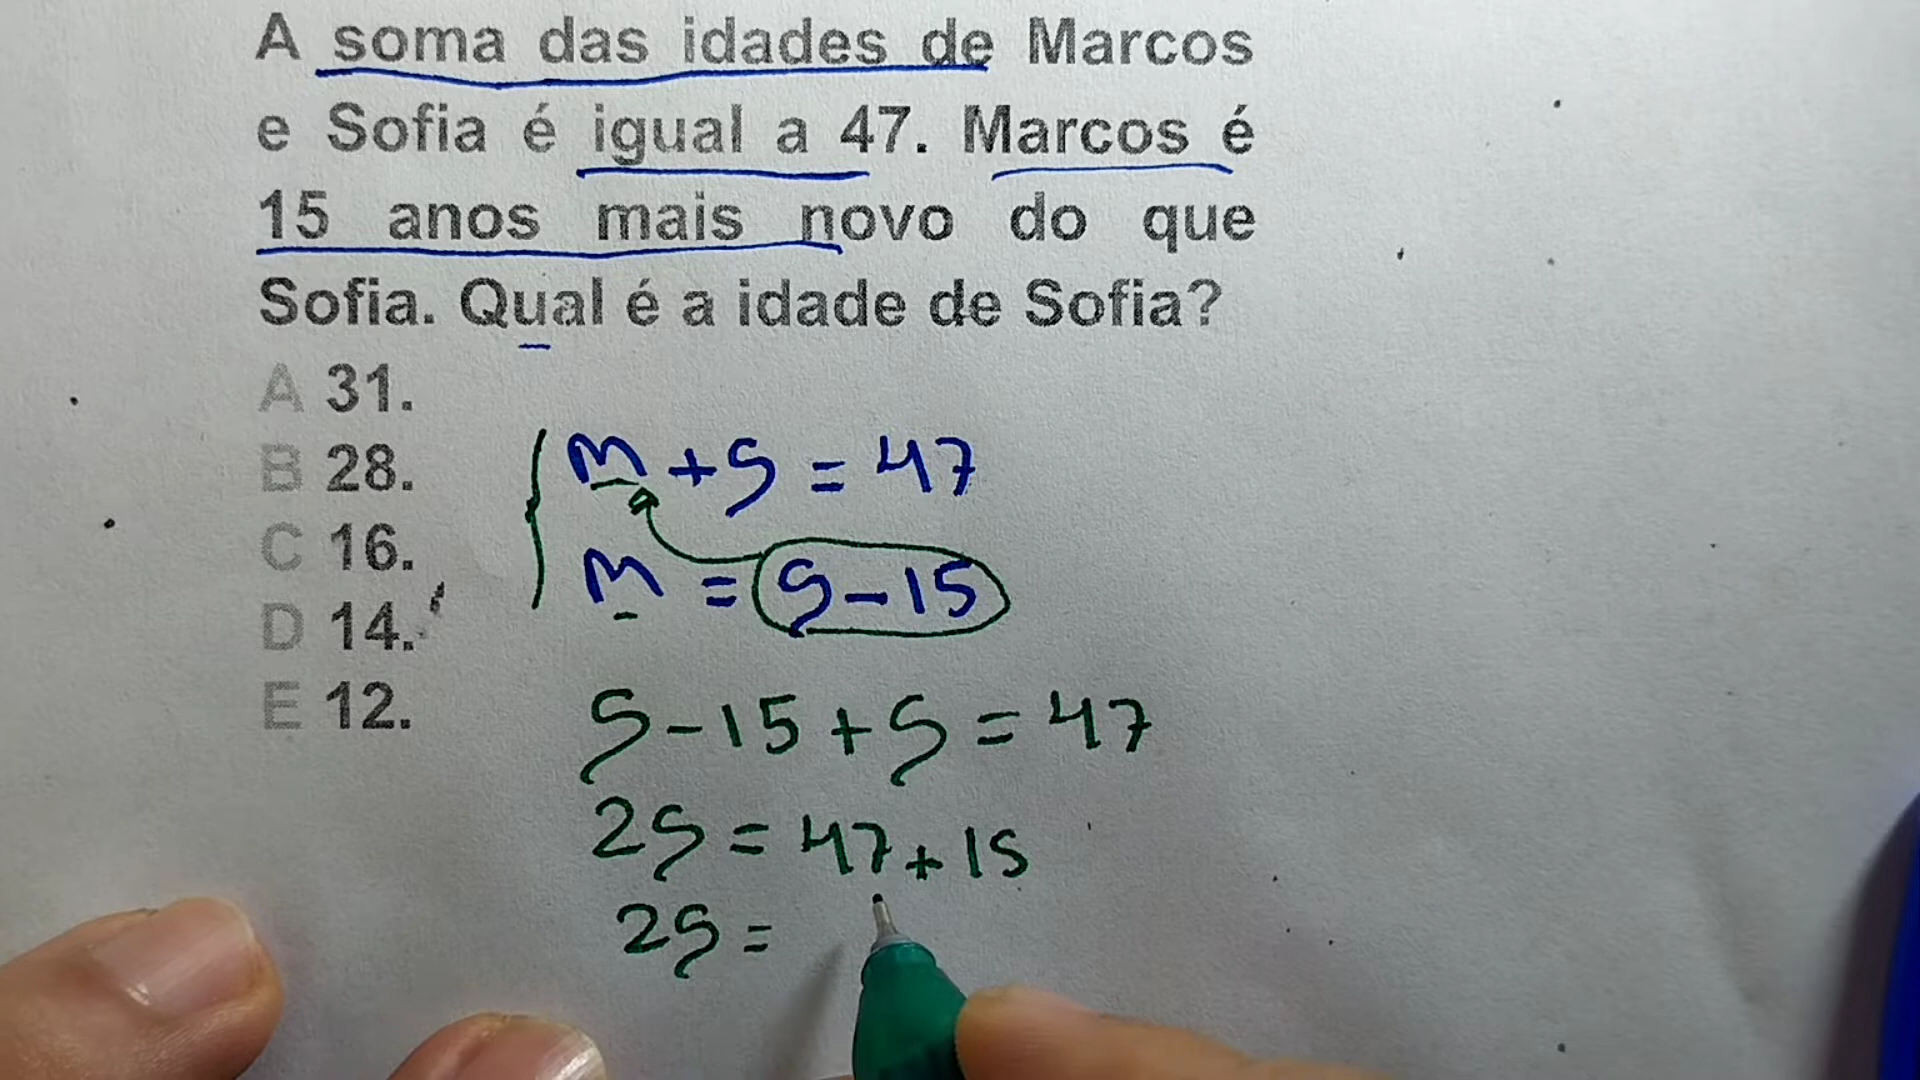 A soma das idades de Marcos
e Sofia é igual a 47. Marcos é
15 anos mais novo do que
Sofia. Qual é a idade de Sofia?
A 31.
B 28.
C 16.
D 14.
E 12.
m + S = 47
m = S - 15
S - 15 + S = 47
2S = 47 + 15
2S =